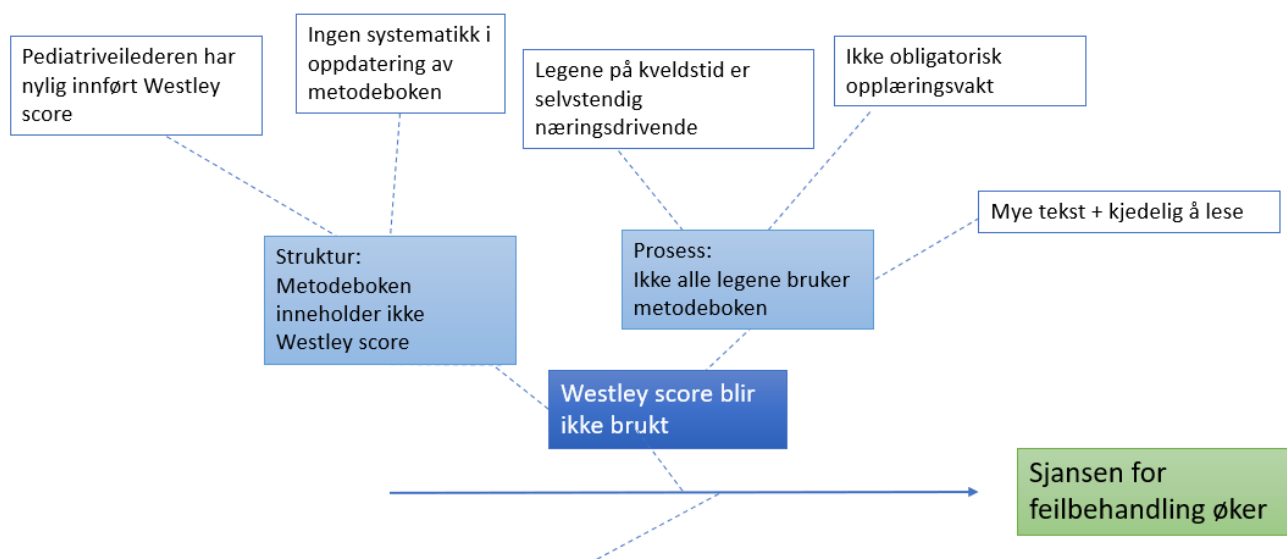 Pediatriveilederen har
nylig innført Westley
score
Ingen systematikk i
oppdatering av
metodeboken
Legene på kveldstid er
selvstendig
næringsdrivende
Ikke obligatorisk
opplæringsvakt
Mye tekst + kjedelig å lese
Struktur:
Metodeboken
inneholder ikke
Westley score
Prosess:
Ikke alle legene bruker
metodeboken
Westley score blir
ikke brukt
Sjansen for
feilbehandling øker